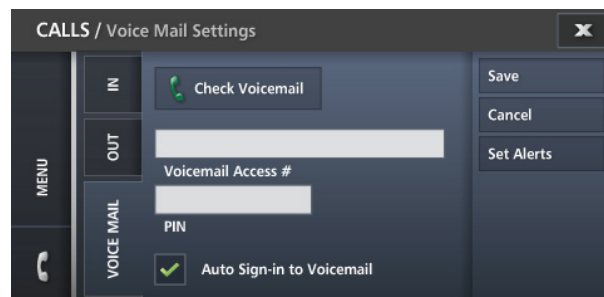 CALLS / Voice Mail Settings
MENU
IN
OUT
VOICE MAIL
Check Voicemail
Voicemail Access #
PIN
Auto Sign-in to Voicemail
Save
Cancel
Set Alerts